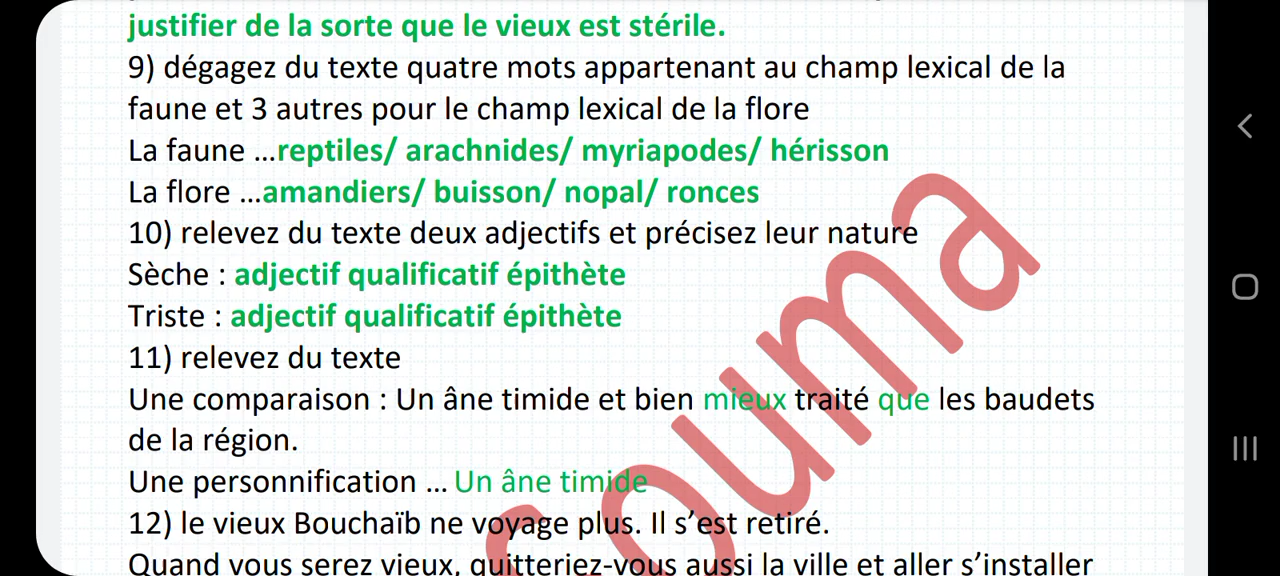 justifier de la sorte que le vieux est stérile.
9) dégagez du texte quatre mots appartenant au champ lexical de la
faune et 3 autres pour le champ lexical de la flore
La faune ...reptiles/ arachnides/ myriapodes/ hérisson
La flore ...amandiers/ buisson/ nopal/ ronces
10) relevez du texte deux adjectifs et précisez leur nature
Sèche : adjectif qualificatif épithète
Triste : adjectif qualificatif épithète
11) relevez du texte
Une comparaison : Un âne timide et bien mieux traité que les baudets
de la région.
Une personnification ... Un âne timide
12) le vieux Bouchaïb ne voyage plus. Il s'est retiré.
Quand vous serez vieux, quitteriez-vous aussi la ville et aller s'installer
ouma